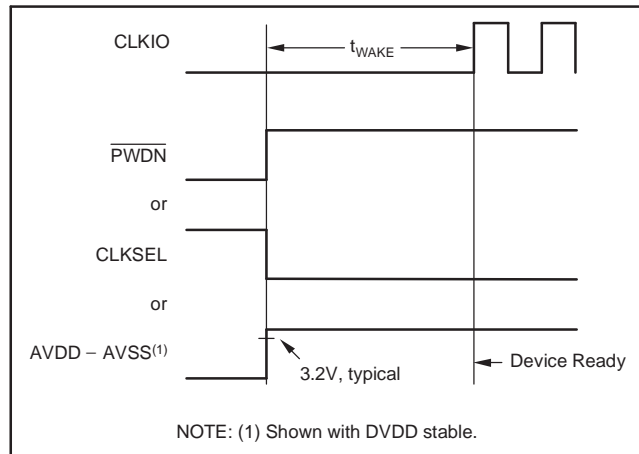 CLKIO
tWAKE
PWDN
or
CLKSEL
or
AVDD − AVSS(1)
3.2V, typical
Device Ready
NOTE: (1) Shown with DVDD stable.